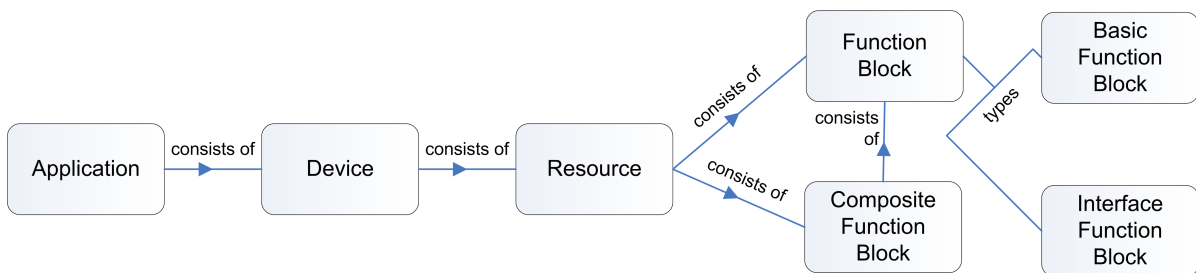 Application
consists of
Device
consists of
Resource
consists of
consists of
Function
Block
consists
of
Composite
Function
Block
types
Basic
Function
Block
Interface
Function
Block